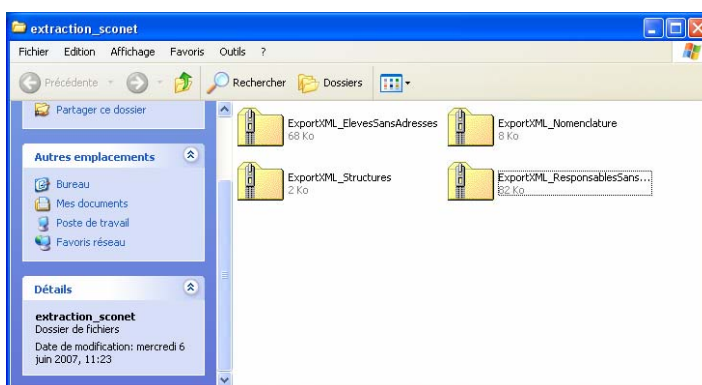 extraction_sconet
Fichier Edition Affichage Favoris Outils ?
Précédente Rechercher Dossiers
Partager ce dossier
Autres emplacements
Bureau
Mes documents
Poste de travail
Favoris réseau
Détails
extraction_sconet
Dossier de fichiers
Date de modification: mercredi 6
juin 2007, 11:23
ExportXML_ElevesSansAdresses
68 Ko
ExportXML_Nomenclature
8 Ko
ExportXML_Structures
2 Ko
ExportXML_ResponsablesSans...
82 Ko